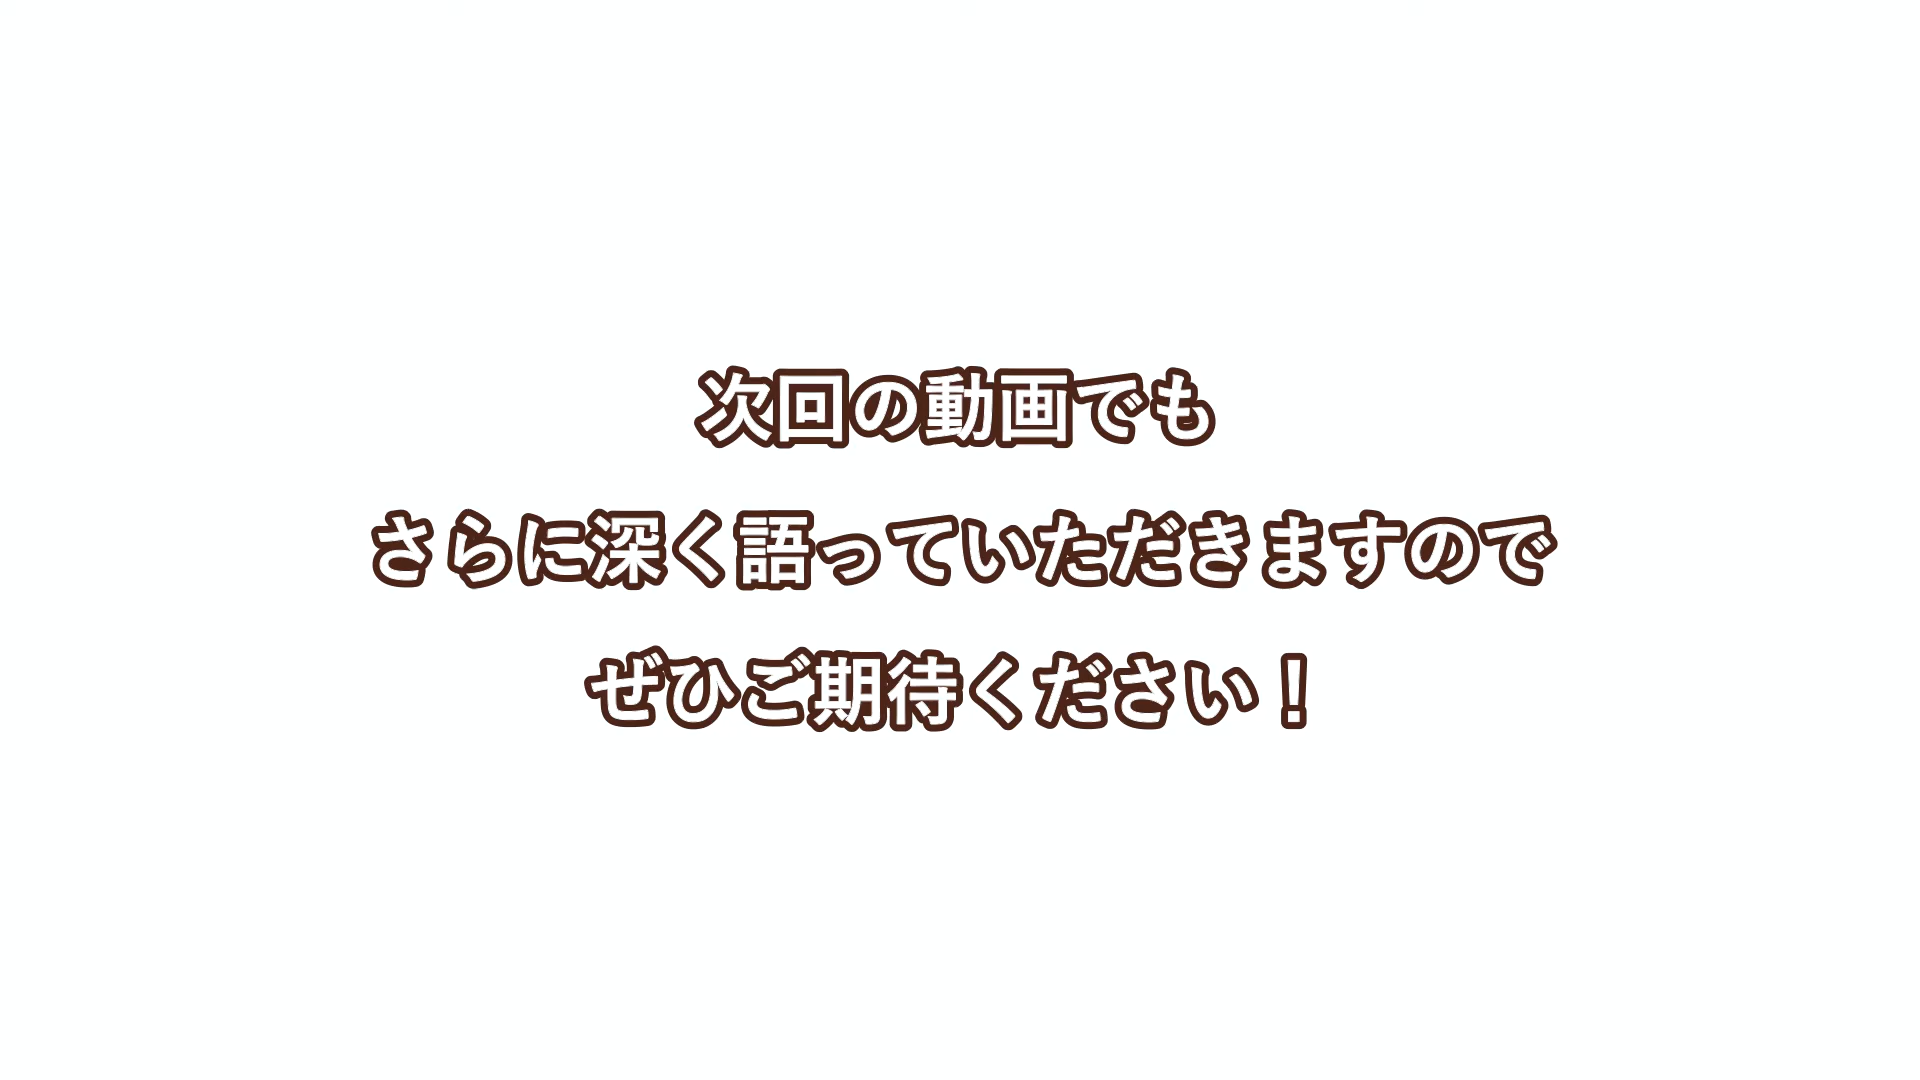 次回の動画でも
さらに深く語っていただきますので
ぜひご期待ください！